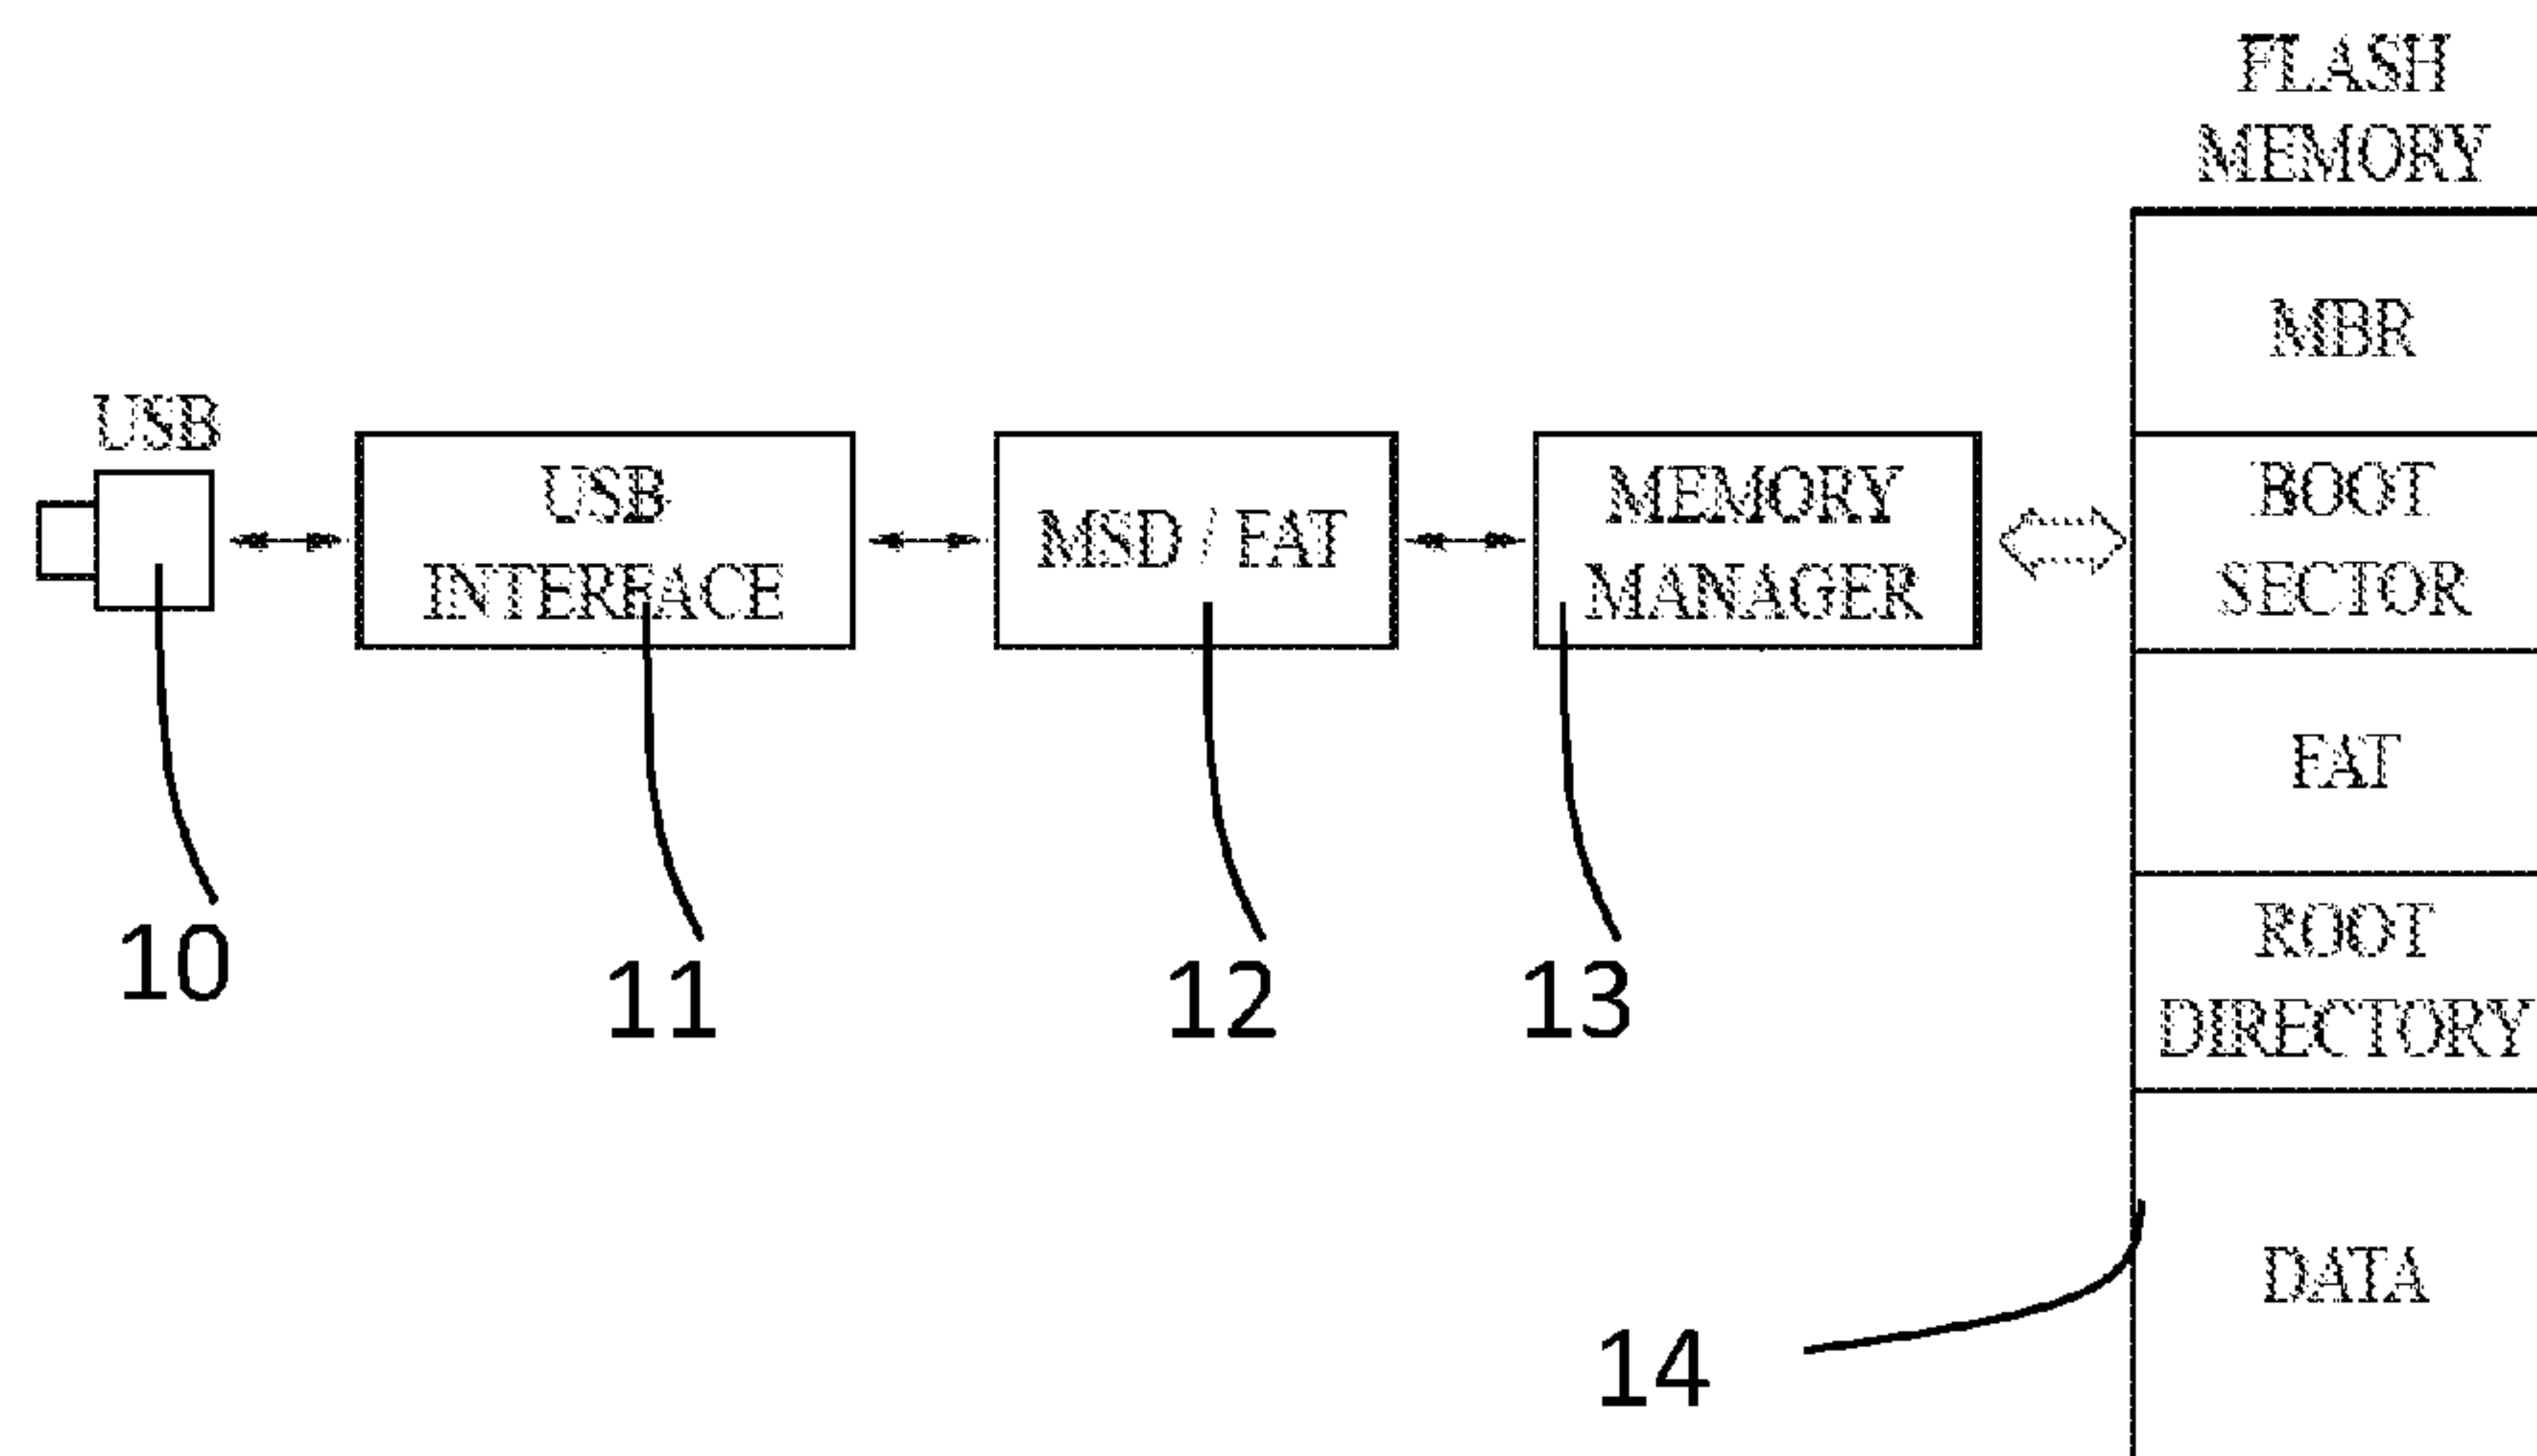 FLASH
MEMORY
MBR
USB
USB
INTERFACE
MSD / FAT
MEMORY
MANAGER
BOOT
SECTOR
FAT
ROOT
DIRECTORY
10
11
12
13
DATA
14